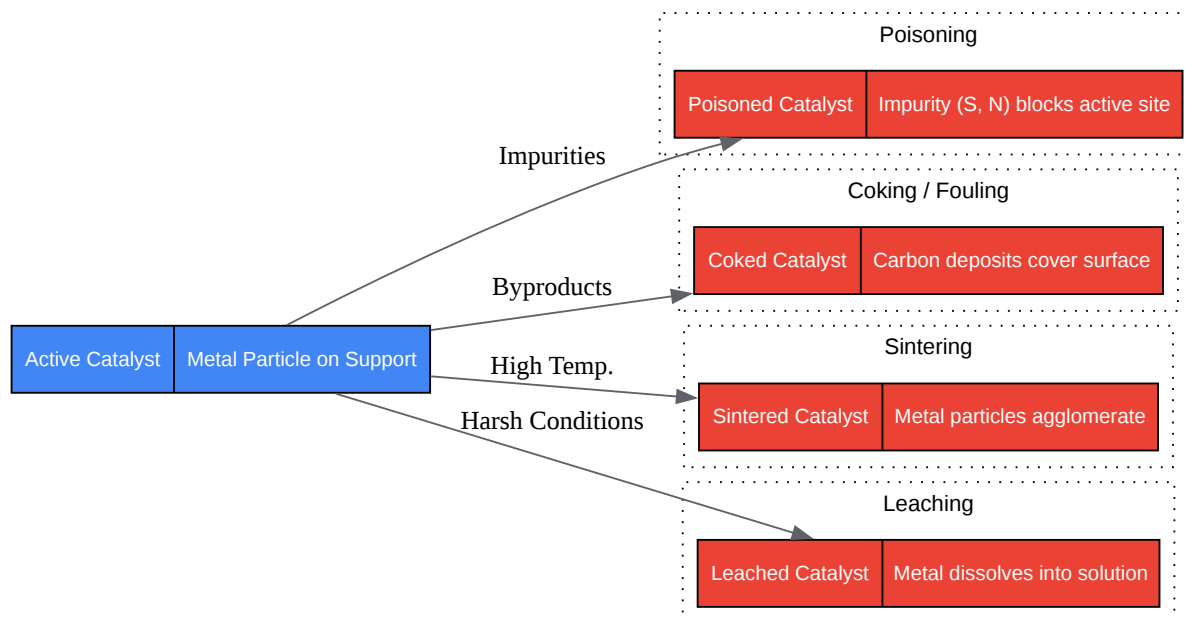 Poisoning
Poisoned Catalyst
Impurity (S, N) blocks active site
Impurities
Coking / Fouling
Coked Catalyst
Carbon deposits cover surface
Byproducts
Active Catalyst
Metal Particle on Support
Sintering
High Temp.
Sintered Catalyst
Metal particles agglomerate
Harsh Conditions
Leaching
Leached Catalyst
Metal dissolves into solution